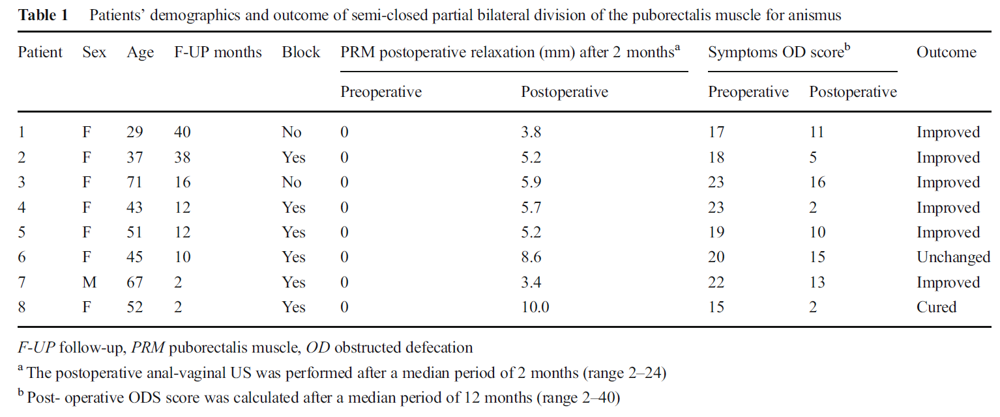 Table 1 Patients' demographics and outcome of semi-closed partial bilateral division of the puborectalis muscle for anismus
Patient Sex Age F-UP months Block PRM postoperative relaxation (mm) after 2 months^a Symptoms OD score^b Outcome
Preoperative Postoperative Preoperative Postoperative
1 F 29 40 No 0 3.8 17 11 Improved
2 F 37 38 Yes 0 5.2 18 5 Improved
3 F 71 16 No 0 5.9 23 16 Improved
4 F 43 12 Yes 0 5.7 23 2 Improved
5 F 51 12 Yes 0 5.2 19 10 Improved
6 F 45 10 Yes 0 8.6 20 15 Unchanged
7 M 67 2 Yes 0 3.4 22 13 Improved
8 F 52 2 Yes 0 10.0 15 2 Cured
F-UP follow-up, PRM puborectalis muscle, OD obstructed defecation
^a The postoperative anal-vaginal US was performed after a median period of 2 months (range 2–24)
^b Post- operative ODS score was calculated after a median period of 12 months (range 2–40)